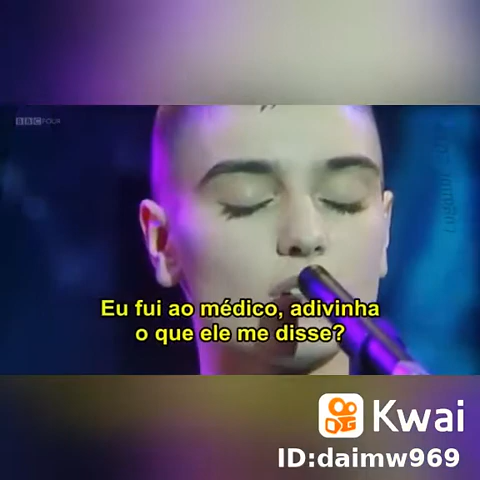 BBC FOUR
Eu fui ao médico, adivinha
o que ele me disse?
Kwai
ID:daimw969